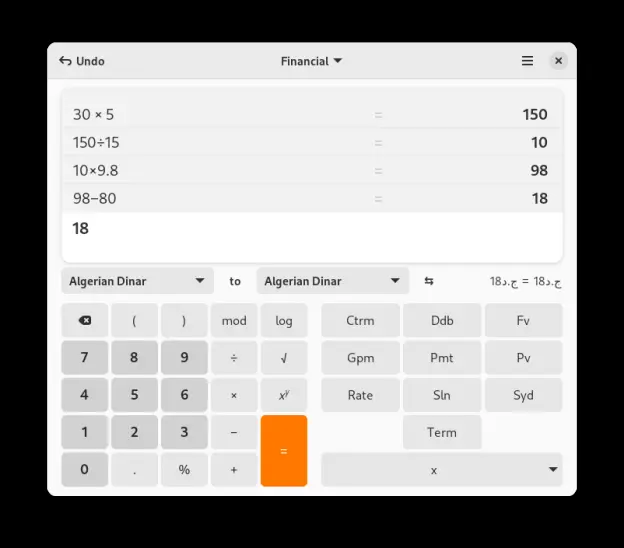 Undo Financial
30 × 5 = 150
150÷15 = 10
10×9.8 = 98
98−80 = 18
18
Algerian Dinar to Algerian Dinar ⇆ ج.د18 = ج.د18
( ) mod log Ctrm Ddb Fv
7 8 9 ÷ √ Gpm Pmt Pv
4 5 6 × xʸ Rate Sln Syd
1 2 3 − = Term
0 . % + x